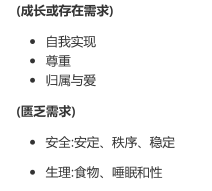 (成长或存在需求)
• 自我实现
• 尊重
• 归属与爱
(匮乏需求)
• 安全:安定、秩序、稳定
• 生理:食物、睡眠和性